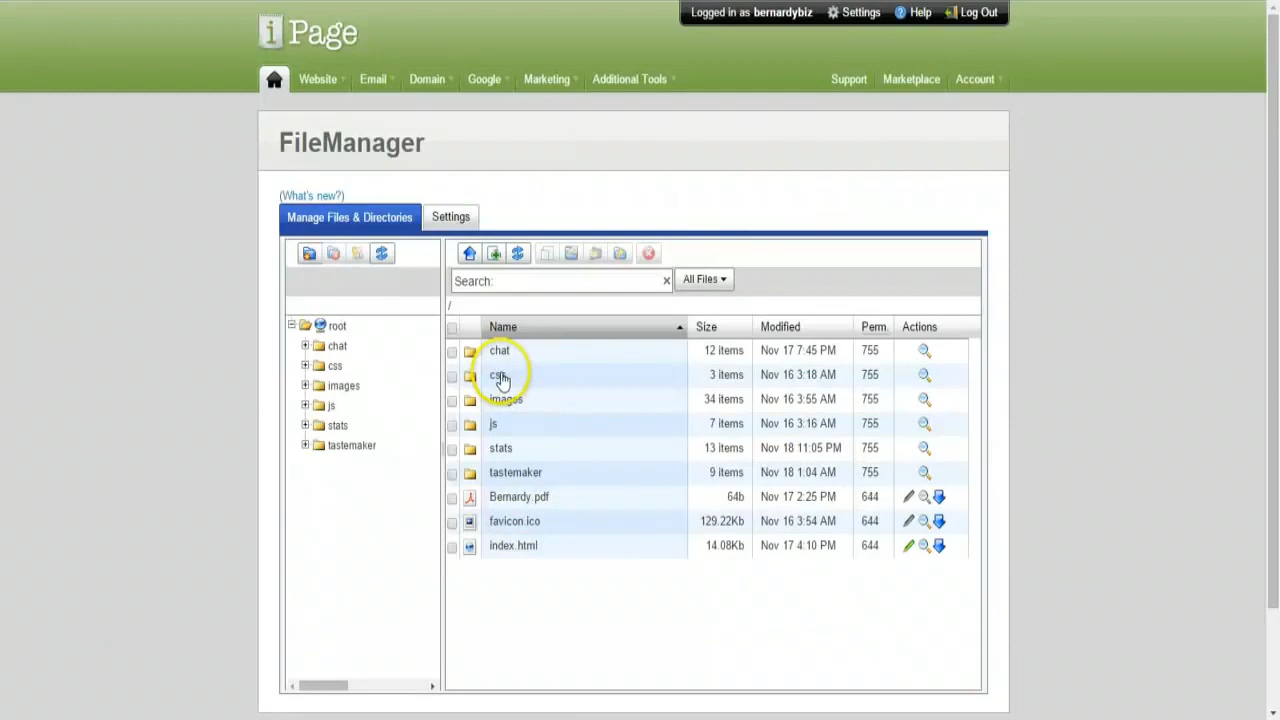 Logged in as bernardybiz Settings Help Log Out
i Page
Website Email Domain Google Marketing Additional Tools Support Marketplace Account
FileManager
(What's new?)
Manage Files & Directories Settings
Search: All Files
/
Name Size Modified Perm. Actions
root
chat
css
images
js
stats
tastemaker
chat 12 items Nov 17 7:45 PM 755
css 3 items Nov 16 3:18 AM 755
images 34 items Nov 16 3:55 AM 755
js 7 items Nov 16 3:16 AM 755
stats 13 items Nov 18 11:05 PM 755
tastemaker 9 items Nov 18 1:04 AM 755
Bernardy.pdf 64b Nov 17 2:25 PM 644
favicon.ico 129.22Kb Nov 16 3:54 AM 644
index.html 14.08Kb Nov 17 4:10 PM 644